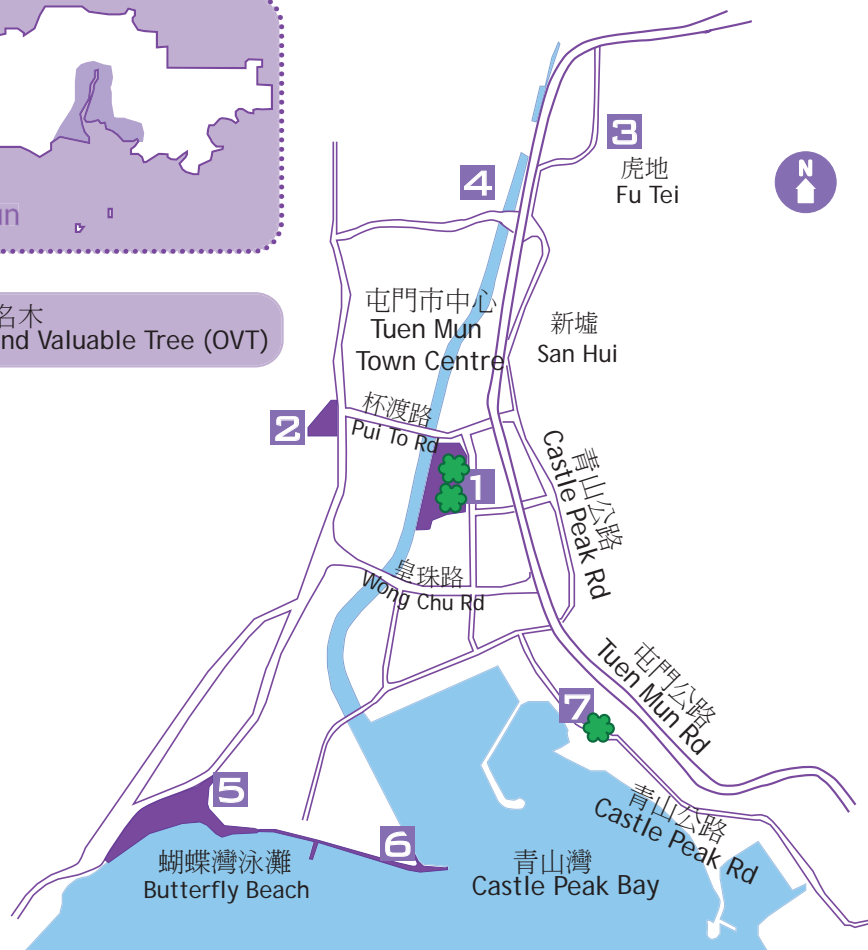 un
名木
nd Valuable Tree (OVT)
N
3
虎地
Fu Tei
4
屯門市中心
Tuen Mun
Town Centre
新墟
San Hui
2
杯渡路
Pui To Rd
1
青山公路
Castle Peak Rd
皇珠路
Wong Chu Rd
屯門公路
Tuen Mun Rd
7
5
青山公路
Castle Peak Rd
6
蝴蝶灣泳灘
Butterfly Beach
青山灣
Castle Peak Bay